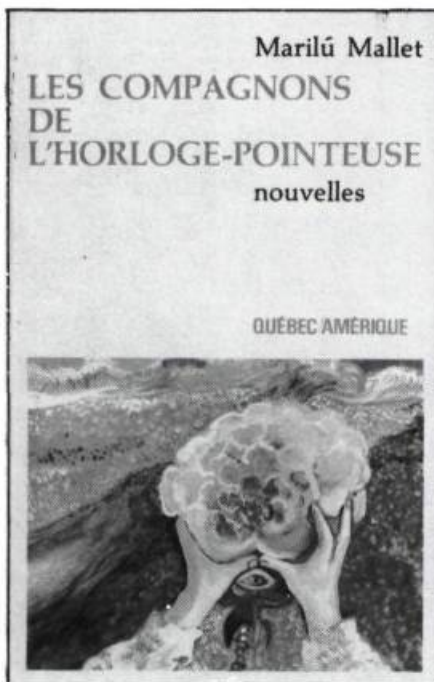 Marilú Mallet
LES COMPAGNONS
DE
L'HORLOGE-POINTEUSE
nouvelles
QUÉBEC/AMÉRIQUE